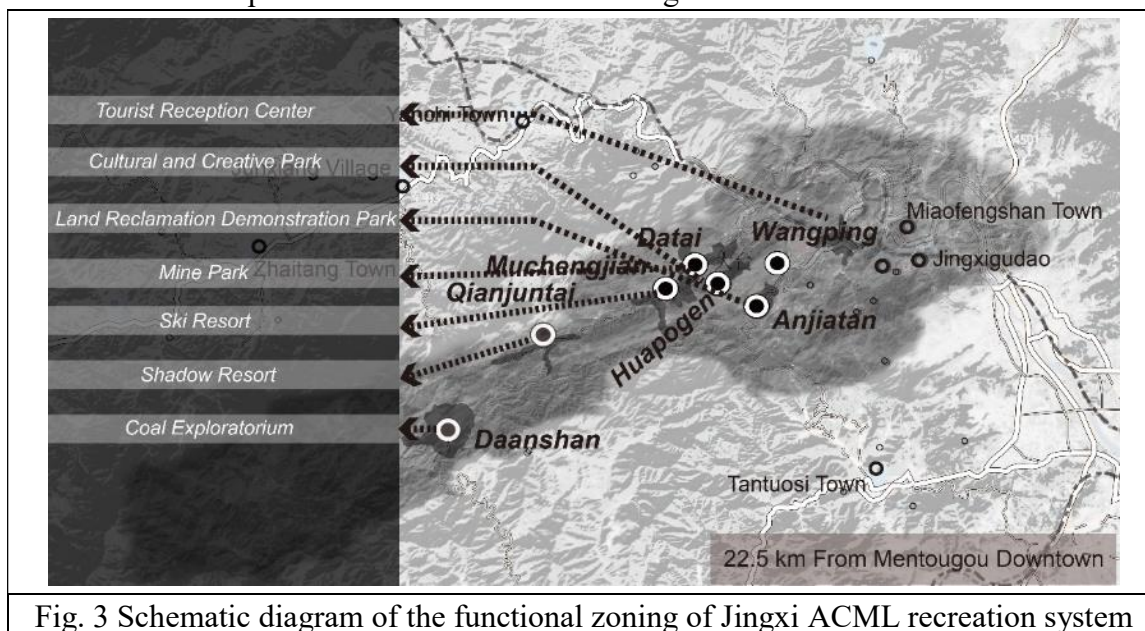 Tourist Reception Center
Yanchi Town
Cultural and Creative Park
Village
Land Reclamation Demonstration Park
Miaofengshan Town
Datai
Wangping
Mine Park
Zhaitang Town
Muchengjian
Jingxigudao
Qianjuntai
Ski Resort
Huapogen
Anjiatan
Shadow Resort
Coal Exploratorium
Daanshan
Tantuosi Town
22.5 km From Mentougou Downtown
Fig. 3 Schematic diagram of the functional zoning of Jingxi ACML recreation system